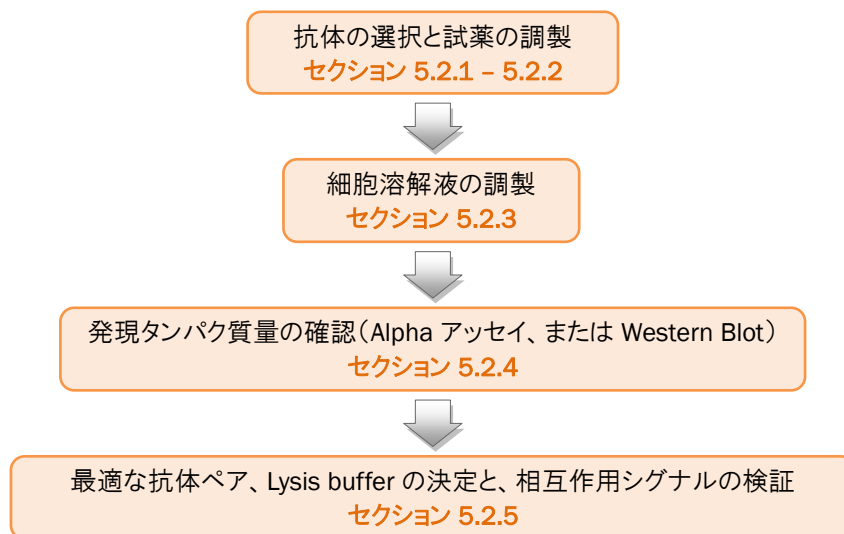 抗体の選択と試薬の調製
セクション 5.2.1 – 5.2.2
細胞溶解液の調製
セクション 5.2.3
発現タンパク質量の確認（Alpha アッセイ、または Western Blot）
セクション 5.2.4
最適な抗体ペア、Lysis buffer の決定と、相互作用シグナルの検証
セクション 5.2.5